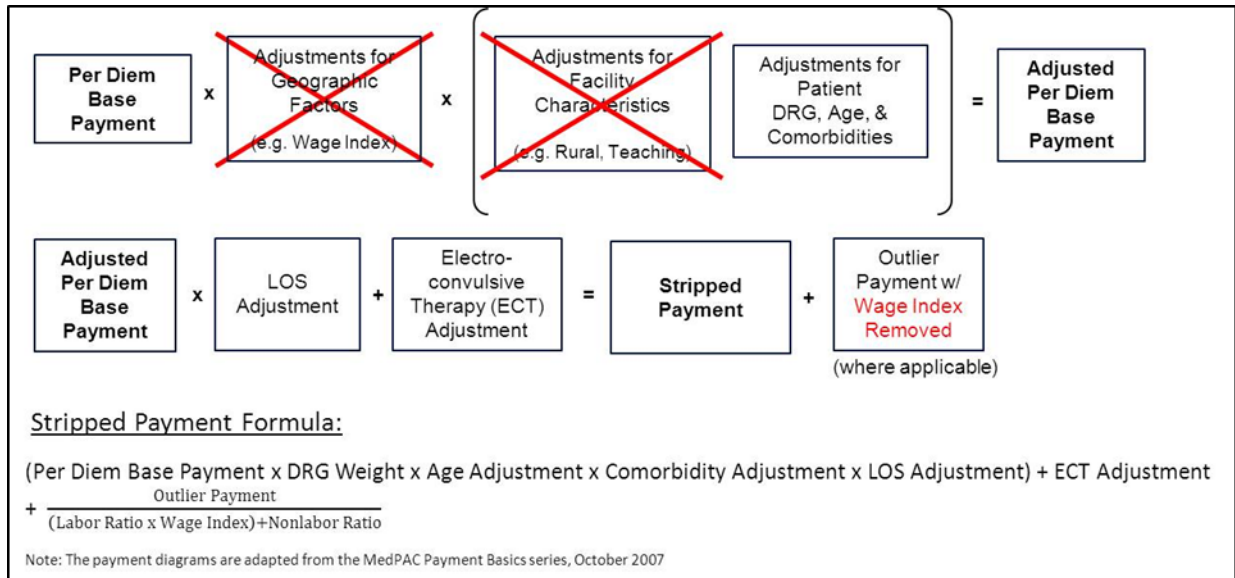 Per Diem
Base
Payment
x
Adjustments for
Geographic
Factors
(e.g. Wage Index)
x
Adjustments for
Facility
Characteristics
(e.g. Rural, Teaching)
Adjustments for
Patient
DRG, Age, &
Comorbidities
=
Adjusted
Per Diem
Base
Payment
Adjusted
Per Diem
Base
Payment
x
LOS
Adjustment
+
Electro-
convulsive
Therapy (ECT)
Adjustment
=
Stripped
Payment
+
Outlier
Payment w/
Wage Index
Removed
(where applicable)
Stripped Payment Formula:
(Per Diem Base Payment x DRG Weight x Age Adjustment x Comorbidity Adjustment x LOS Adjustment) + ECT Adjustment
+ Outlier Payment
(Labor Ratio x Wage Index)+Nonlabor Ratio
Note: The payment diagrams are adapted from the MedPAC Payment Basics series, October 2007